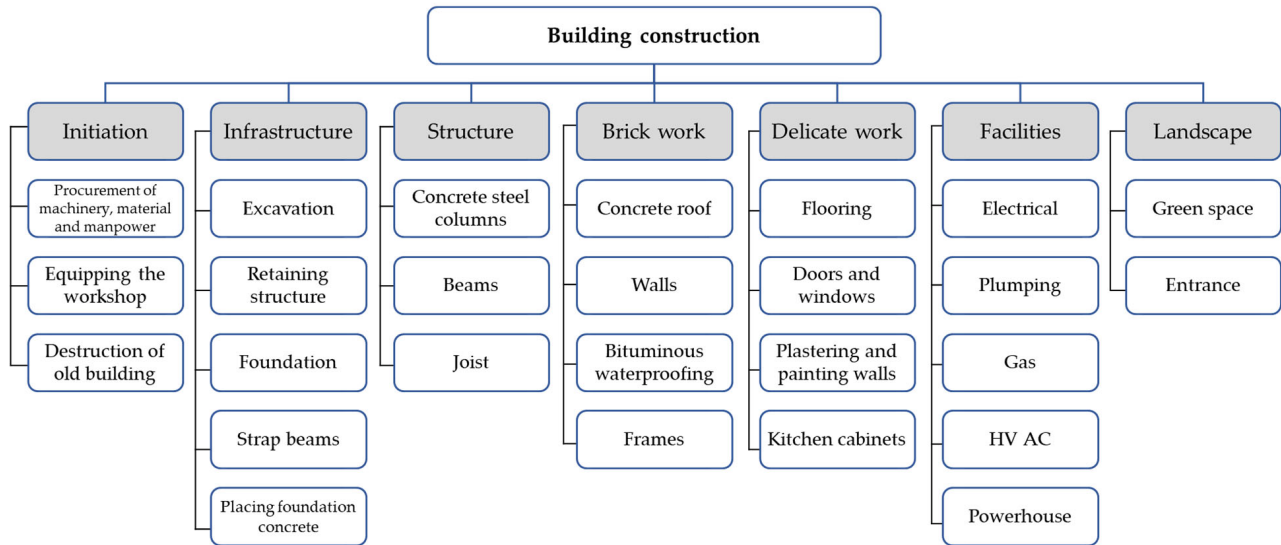 Building construction
Initiation
Procurement of
machinery, material
and manpower
Equipping the
workshop
Destruction of
old building
Infrastructure
Excavation
Retaining
structure
Foundation
Strap beams
Placing foundation
concrete
Structure
Concrete steel
columns
Beams
Joist
Brick work
Concrete roof
Walls
Bituminous
waterproofing
Frames
Delicate work
Flooring
Doors and
windows
Plastering and
painting walls
Kitchen cabinets
Facilities
Electrical
Plumping
Gas
HV AC
Powerhouse
Landscape
Green space
Entrance